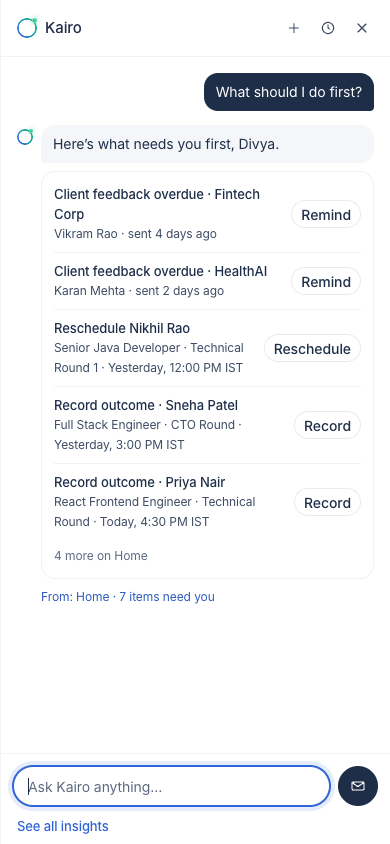 Kairo
What should I do first?
Here's what needs you first, Divya.
Client feedback overdue · Fintech
Corp
Vikram Rao · sent 4 days ago
Remind
Client feedback overdue · HealthAI
Karan Mehta · sent 2 days ago
Remind
Reschedule Nikhil Rao
Senior Java Developer · Technical
Round 1 · Yesterday, 12:00 PM IST
Reschedule
Record outcome · Sneha Patel
Full Stack Engineer · CTO Round ·
Yesterday, 3:00 PM IST
Record
Record outcome · Priya Nair
React Frontend Engineer · Technical
Round · Today, 4:30 PM IST
Record
4 more on Home
From: Home · 7 items need you
Ask Kairo anything...
See all insights